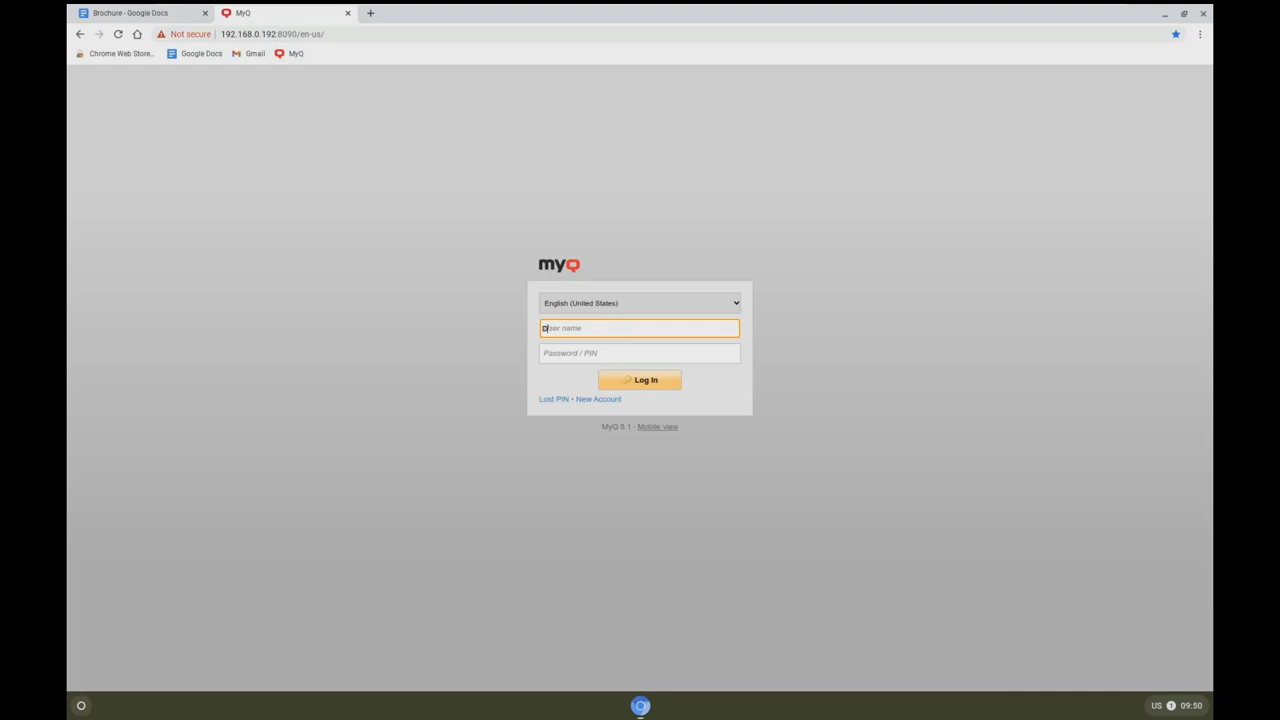 Brochure - Google Docs
MyQ
Not secure 192.168.0.192:8090/en-us/
Chrome Web Store...
Google Docs
Gmail
MyQ
myQ
English (United States)
Dser name
Password / PIN
Log In
Lost PIN • New Account
MyQ 8.1 · Mobile view
US 1 09:50